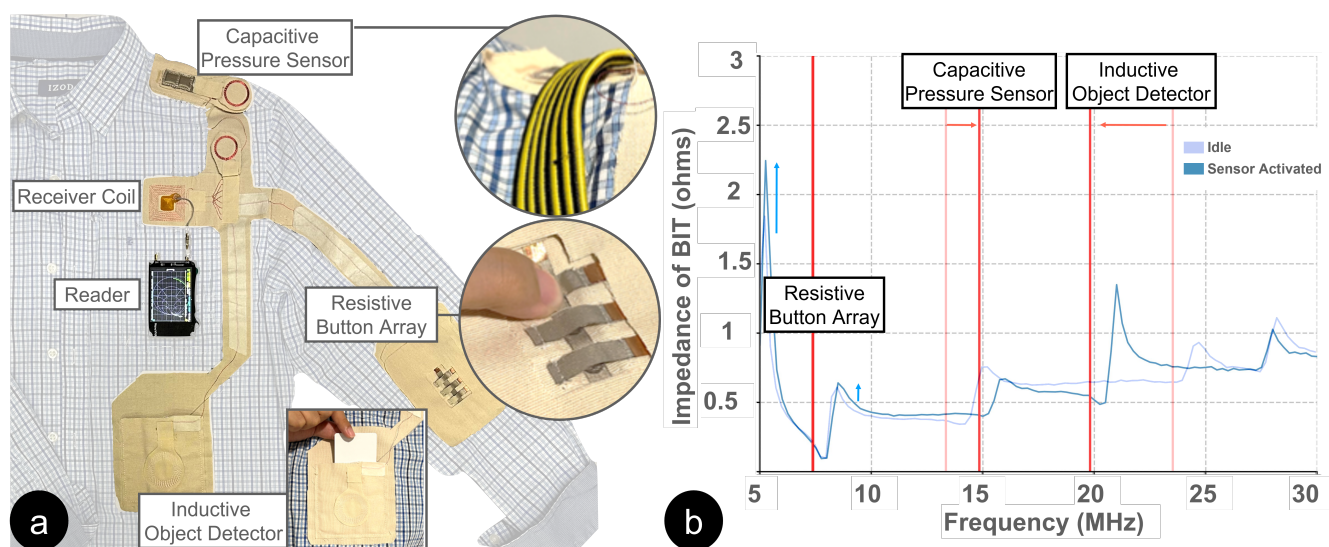 Capacitive
Pressure Sensor
IZOD
Receiver Coil
Reader
Resistive
Button Array
Inductive
Object Detector
a
Impedance of BIT (ohms)
3
2.5
2
1.5
1
0.5
Capacitive
Pressure Sensor
Inductive
Object Detector
Idle
Sensor Activated
Resistive
Button Array
5
10
15
20
25
30
Frequency (MHz)
b